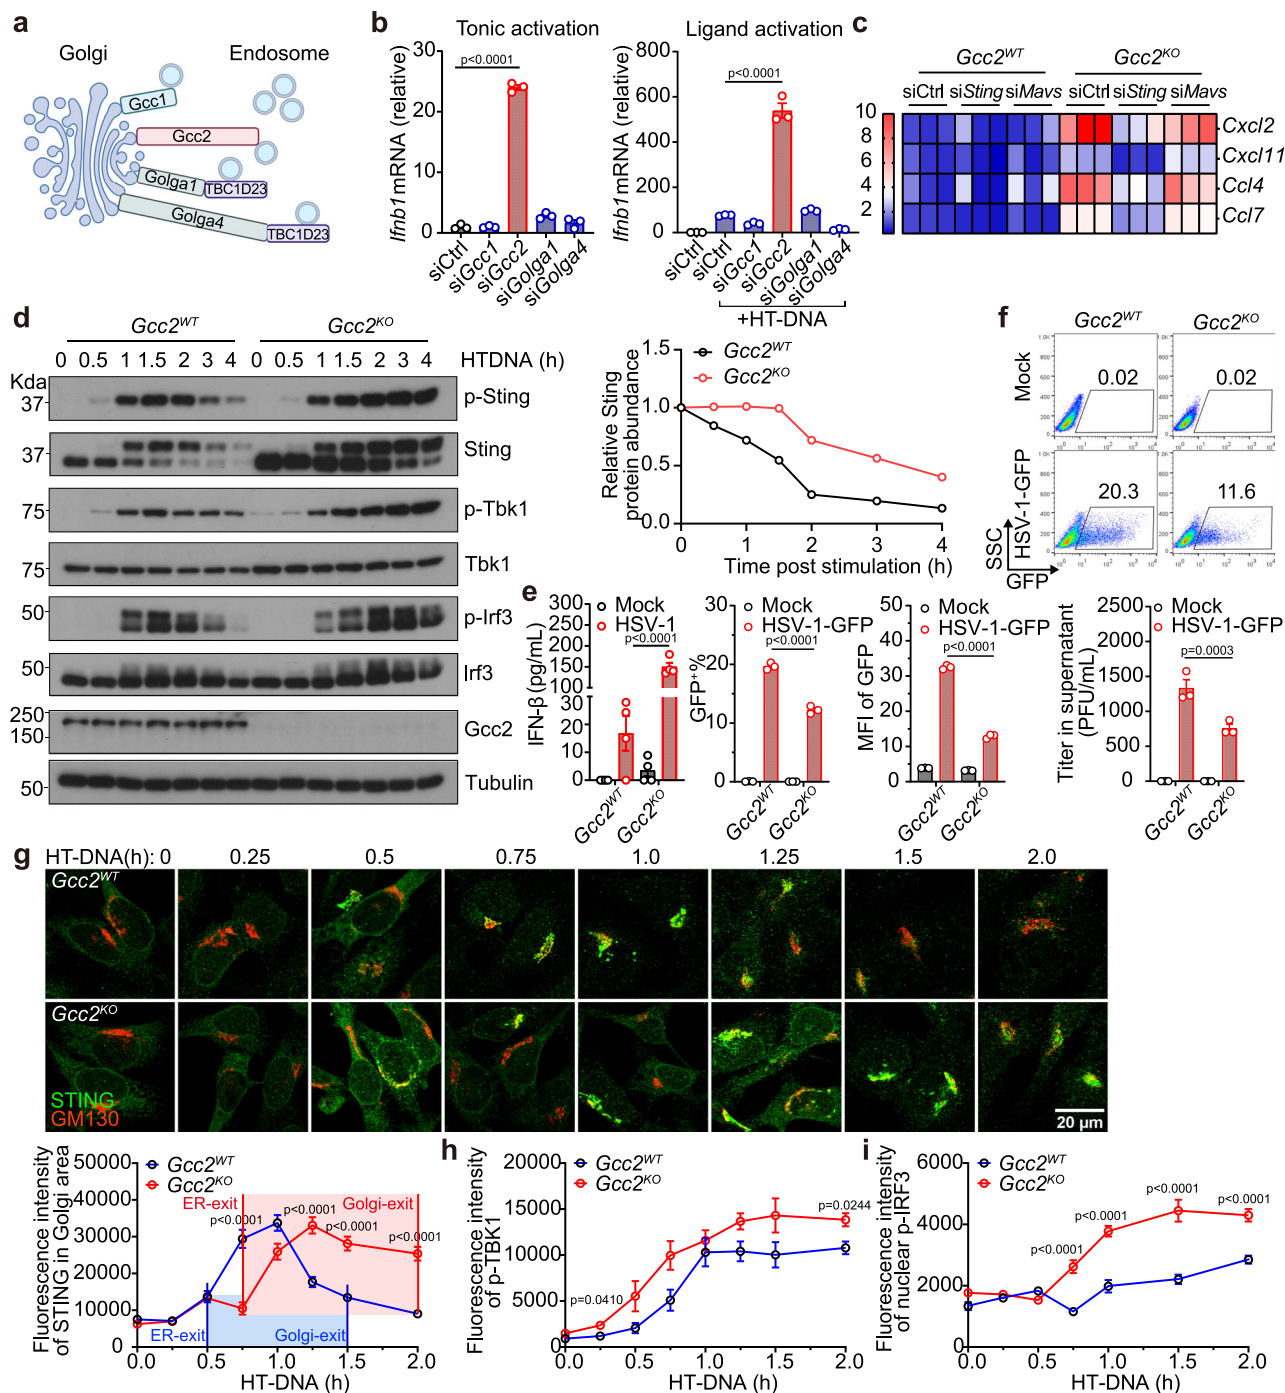 a
Golgi
Endosome
Gcc1
Gcc2
Golga1
TBC1D23
Golga4
TBC1D23
b
Tonic activation
Ifnb1 mRNA (relative)
30
20
10
0
p<0.0001
siCtrl
siGcc1
siGcc2
siGolga1
siGolga4
Ligand activation
Ifnb1 mRNA (relative)
800
600
400
200
0
p<0.0001
siCtrl
siCtrl
siGcc1
siGcc2
siGolga1
siGolga4
+HT-DNA
c
Gcc2WT
Gcc2KO
siCtrl siSting siMavs siCtrl siSting siMavs
10
8
6
4
2
Cxcl2
Cxcl11
Ccl4
Ccl7
d
Gcc2WT
Gcc2KO
0 0.5 1 1.5 2 3 4 0 0.5 1 1.5 2 3 4 HTDNA (h)
Kda
37
p-Sting
37
Sting
75
p-Tbk1
75
Tbk1
50
p-Irf3
50
Irf3
250
150
Gcc2
50
Tubulin
Relative Sting
protein abundance
1.5
1.0
0.5
0.0
Gcc2WT
Gcc2KO
0 1 2 3 4
Time post stimulation (h)
e
IFN-β (pg/mL)
300
250
200
150
100
60
40
20
0
Mock
HSV-1
p<0.0001
Gcc2WT
Gcc2KO
GFP+%
30
20
10
0
Mock
HSV-1-GFP
p<0.0001
Gcc2WT
Gcc2KO
MFI of GFP
50
40
30
20
10
0
Mock
HSV-1-GFP
p<0.0001
Gcc2WT
Gcc2KO
Titer in supernatant
(PFU/mL)
2500
2000
1500
1000
500
0
Mock
HSV-1-GFP
p=0.0003
Gcc2WT
Gcc2KO
f
Gcc2WT
Gcc2KO
Mock
0.02
0.02
HSV-1-GFP
20.3
11.6
SSC
GFP
g
HT-DNA(h): 0 0.25 0.5 0.75 1.0 1.25 1.5 2.0
Gcc2WT
Gcc2KO
STING
GM130
20 µm
Fluorescence intensity
of STING in Golgi area
50000
40000
30000
20000
10000
0
Gcc2WT
Gcc2KO
ER-exit
Golgi-exit
p<0.0001
p<0.0001
p<0.0001
p<0.0001
ER-exit
Golgi-exit
0.0 0.5 1.0 1.5 2.0
HT-DNA (h)
h
Fluorescence intensity
of p-TBK1
20000
15000
10000
5000
0
Gcc2WT
Gcc2KO
p=0.0410
p=0.0244
0.0 0.5 1.0 1.5 2.0
HT-DNA (h)
i
Fluorescence intensity
of nuclear p-IRF3
6000
4000
2000
0
Gcc2WT
Gcc2KO
p<0.0001
p<0.0001
p<0.0001
p<0.0001
0.0 0.5 1.0 1.5 2.0
HT-DNA (h)